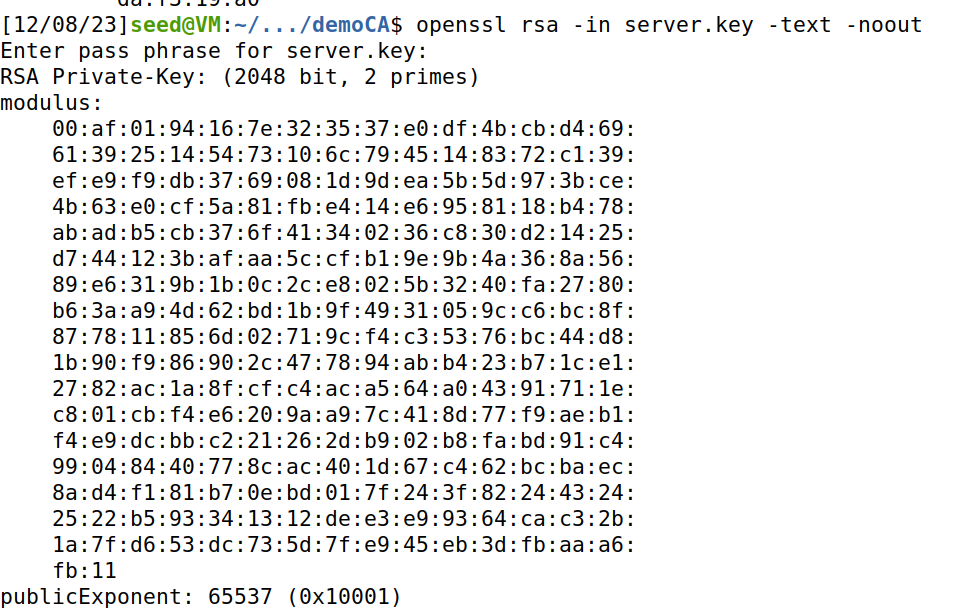 da:f3:19:a0
[12/08/23]seed@VM:~/.../demoCA$ openssl rsa -in server.key -text -noout
Enter pass phrase for server.key:
RSA Private-Key: (2048 bit, 2 primes)
modulus:
00:af:01:94:16:7e:32:35:37:e0:df:4b:cb:d4:69:
61:39:25:14:54:73:10:6c:79:45:14:83:72:c1:39:
ef:e9:f9:db:37:69:08:1d:9d:ea:5b:5d:97:3b:ce:
4b:63:e0:cf:5a:81:fb:e4:14:e6:95:81:18:b4:78:
ab:ad:b5:cb:37:6f:41:34:02:36:c8:30:d2:14:25:
d7:44:12:3b:af:aa:5c:cf:b1:9e:9b:4a:36:8a:56:
89:e6:31:9b:1b:0c:2c:e8:02:5b:32:40:fa:27:80:
b6:3a:a9:4d:62:bd:1b:9f:49:31:05:9c:c6:bc:8f:
87:78:11:85:6d:02:71:9c:f4:c3:53:76:bc:44:d8:
1b:90:f9:86:90:2c:47:78:94:ab:b4:23:b7:1c:e1:
27:82:ac:1a:8f:cf:c4:ac:a5:64:a0:43:91:71:1e:
c8:01:cb:f4:e6:20:9a:a9:7c:41:8d:77:f9:ae:b1:
f4:e9:dc:bb:c2:21:26:2d:b9:02:b8:fa:bd:91:c4:
99:04:84:40:77:8c:ac:40:1d:67:c4:62:bc:ba:ec:
8a:d4:f1:81:b7:0e:bd:01:7f:24:3f:82:24:43:24:
25:22:b5:93:34:13:12:de:e3:e9:93:64:ca:c3:2b:
1a:7f:d6:53:dc:73:5d:7f:e9:45:eb:3d:fb:aa:a6:
fb:11
publicExponent: 65537 (0x10001)